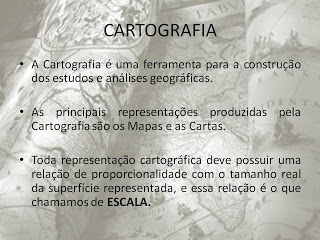 CARTOGRAFIA
• A Cartografia é uma ferramenta para a construção
dos estudos e análises geográficas.
• As principais representações produzidas pela
Cartografia são os Mapas e as Cartas.
• Toda representação cartográfica deve possuir uma
relação de proporcionalidade com o tamanho real
da superfície representada, e essa relação é o que
chamamos de ESCALA.